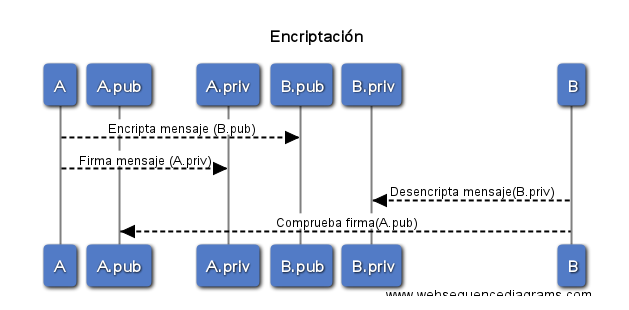 Encriptación
A A.pub A.priv B.pub B.priv B
Encripta mensaje (B.pub)
Firma mensaje (A.priv)
Desencripta mensaje(B.priv)
Comprueba firma(A.pub)
A A.pub A.priv B.pub B.priv B
www.websequencediagrams.com